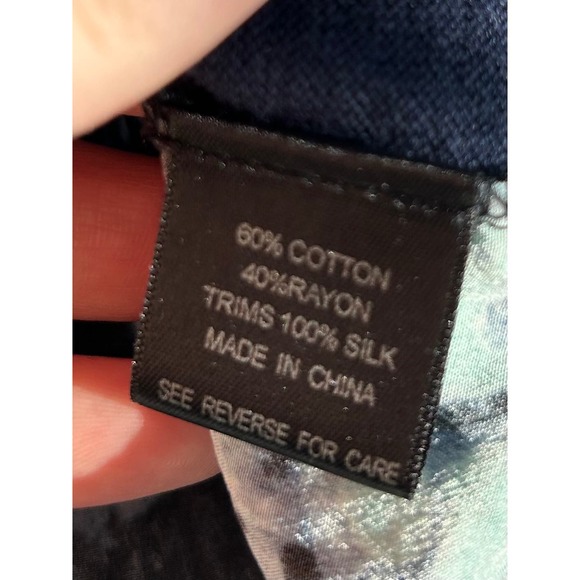 60% COTTON
40%RAYON
TRIMS 100% SILK
MADE IN CHINA
SEE REVERSE FOR CARE